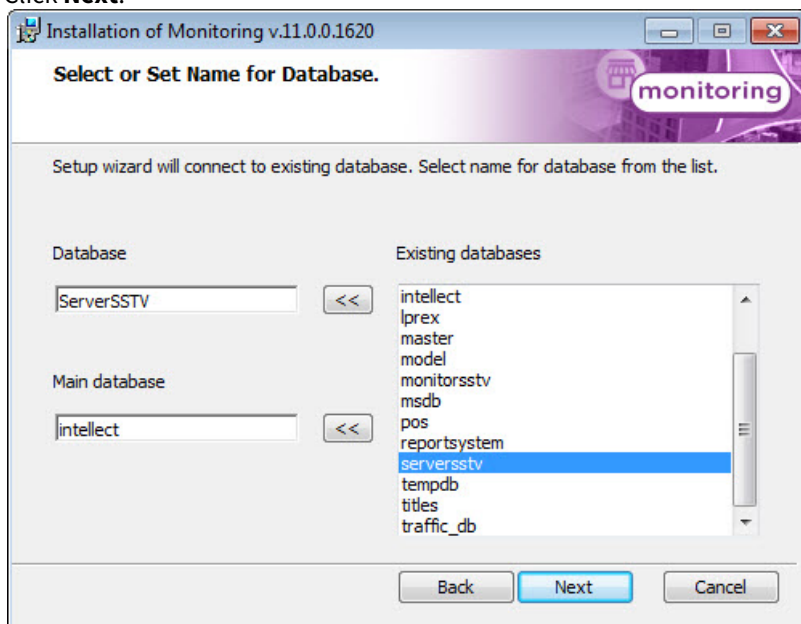 Click Next.
Installation of Monitoring v.11.0.0.1620
Select or Set Name for Database.
monitoring
Setup wizard will connect to existing database. Select name for database from the list.
Database
ServerSSTV
<<
Main database
intellect
<<
Existing databases
intellect
lprex
master
model
monitorsstv
msdb
pos
reportsystem
serversstv
tempdb
titles
traffic_db
Back
Next
Cancel